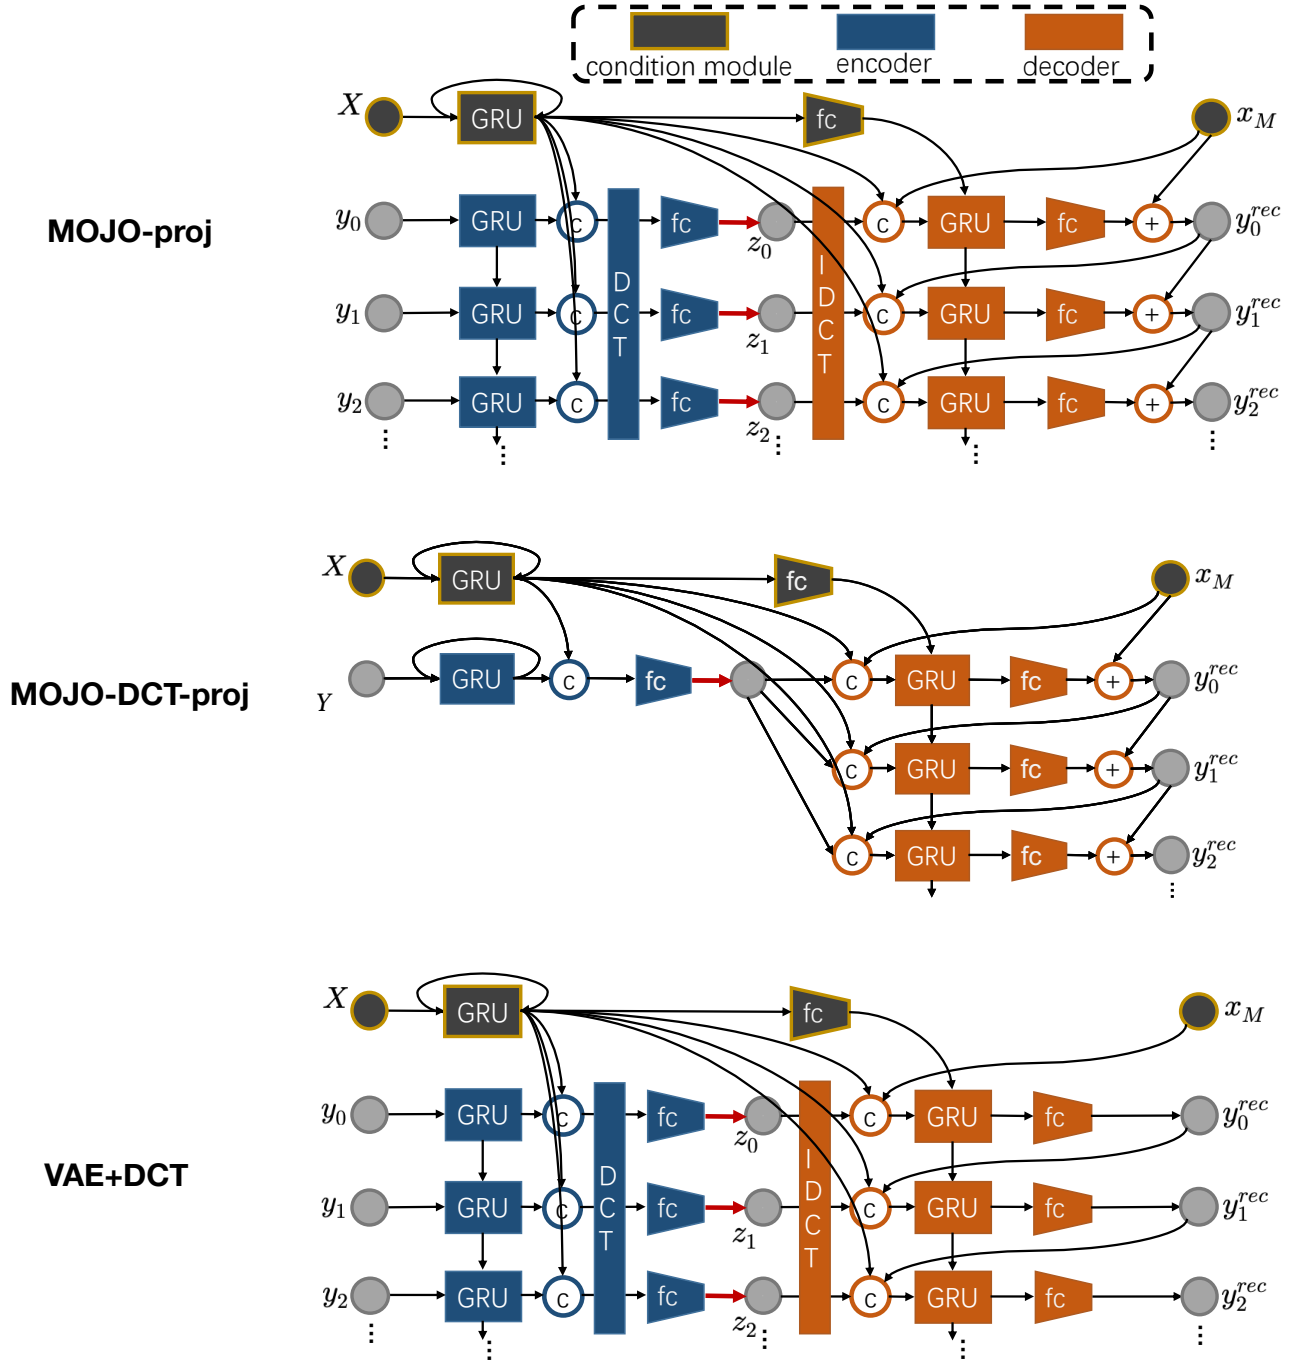 condition module encoder decoder
X GRU fc x_M
MOJO-proj
y_0 GRU c fc z_0 c GRU fc + y_0^{rec}
DCT IDCT
y_1 GRU c fc z_1 c GRU fc + y_1^{rec}
y_2 GRU c fc z_2 c GRU fc + y_2^{rec}
⋮ ⋮ ⋮ ⋮ ⋮
X GRU fc x_M
MOJO-DCT-proj
Y GRU c fc c GRU fc + y_0^{rec}
c GRU fc + y_1^{rec}
c GRU fc + y_2^{rec}
⋮
X GRU fc x_M
VAE+DCT
y_0 GRU c fc z_0 c GRU fc y_0^{rec}
DCT IDCT
y_1 GRU c fc z_1 c GRU fc y_1^{rec}
y_2 GRU c fc z_2 c GRU fc y_2^{rec}
⋮ ⋮ ⋮ ⋮ ⋮